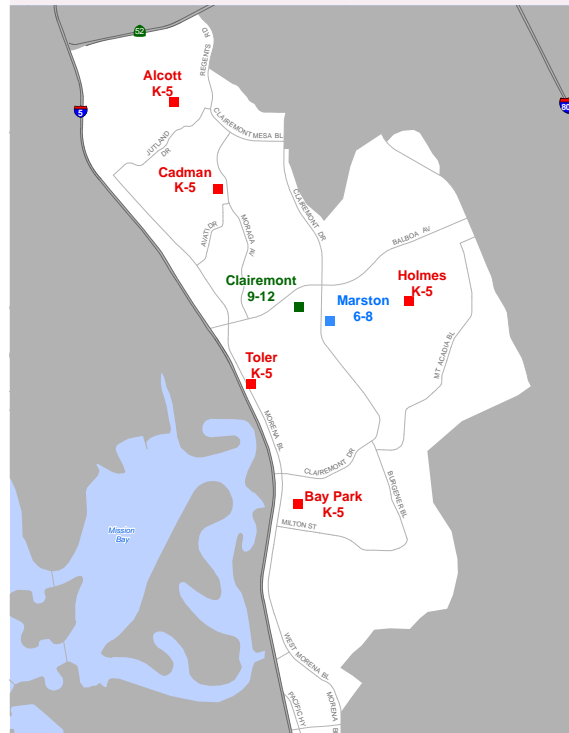 52
REGENTS
RD
Alcott
K-5
5
80
CLAIREMONT MESA BL
JUTLAND
DR
Cadman
K-5
CLAIREMONT DR
AVATI DR
MORAGA AV
BALBOA AV
Clairemont
9-12
Holmes
K-5
Marston
6-8
MT ACADIA BL
Toler
K-5
MORENA BL
CLAIREMONT DR
BURGENER BL
Bay Park
K-5
MILTON ST
Mission
Bay
WEST MORENA BL
PACIFIC HY
MORENA B